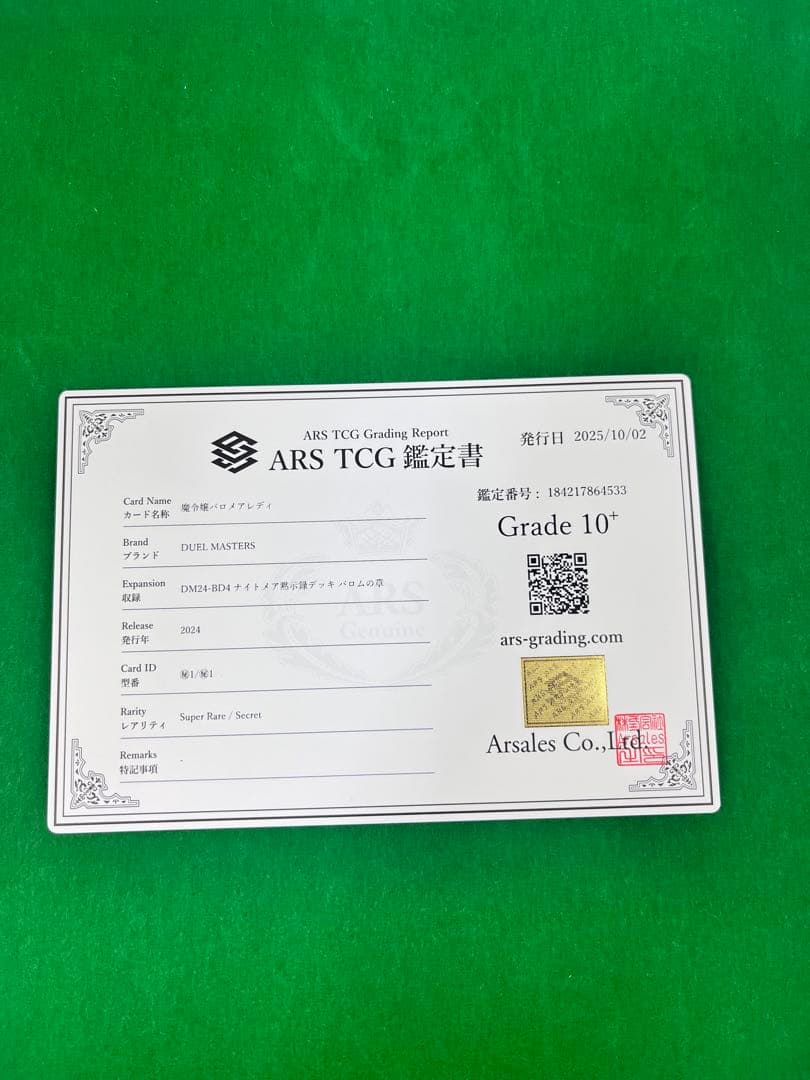 ARS TCG Grading Report
ARS TCG 鑑定書
発行日 2025/10/02
Card Name
カード名称 魔令嬢バロメアレディ
Brand
ブランド DUEL MASTERS
Expansion
収録 DM24-BD4 ナイトメア黙示録デッキ バロムの章
Release
発行年 2024
Card ID
型番 ㊙1/㊙1
Rarity
レアリティ Super Rare / Secret
Remarks
特記事項 -
鑑定番号 : 184217864533
Grade 10+
ars-grading.com
Arsales Co.,Ltd.
ARS
Genuine
Arsales